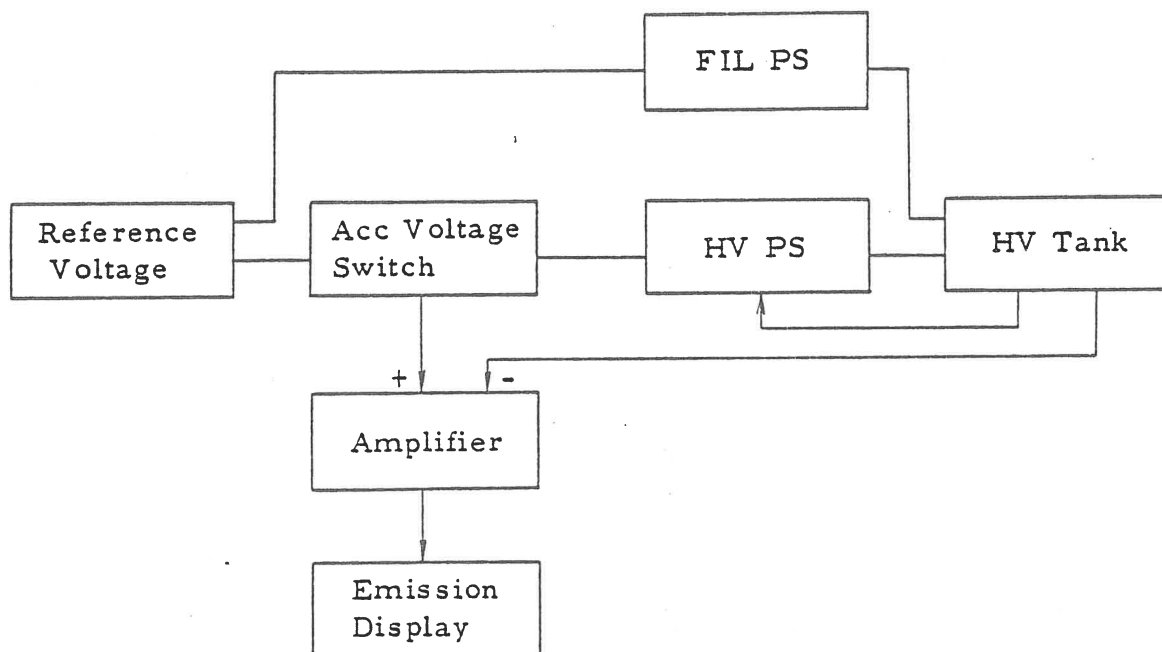 FIL PS
Reference
Voltage
Acc Voltage
Switch
HV PS
HV Tank
+
-
Amplifier
Emission
Display